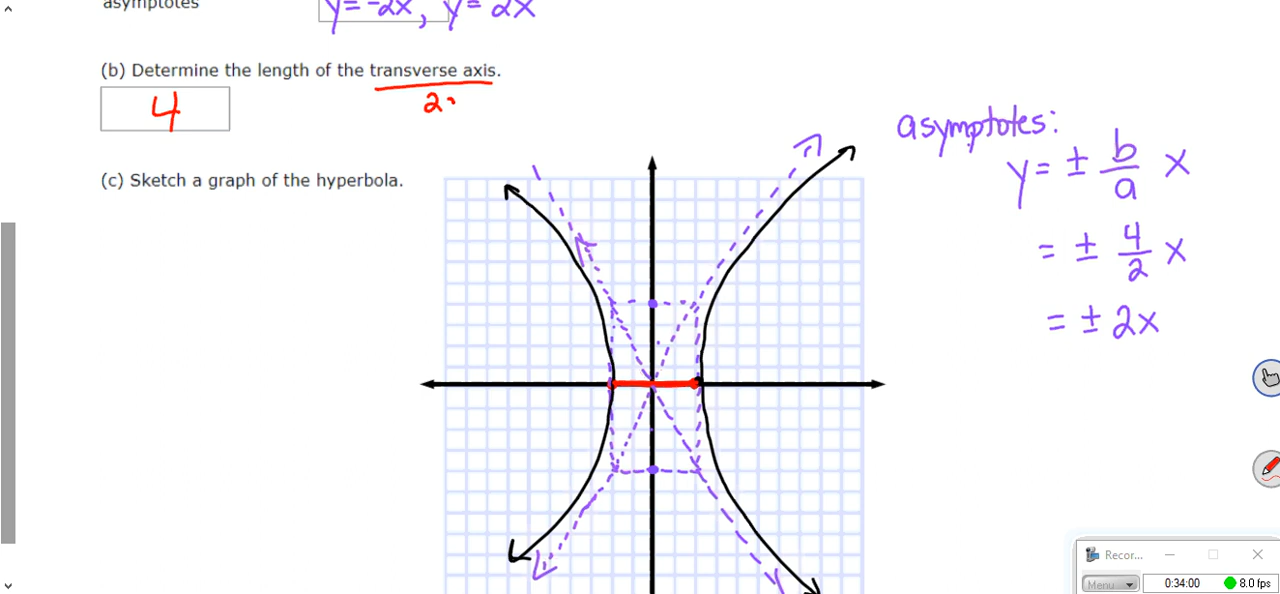 asymptotes
y = -2x, y = 2x
(b) Determine the length of the transverse axis.
4
2
(c) Sketch a graph of the hyperbola.
asymptotes:
y = ± b/a x
= ± 4/2 x
= ± 2x
Recor...
Menu
0:34:00
8.0 fps